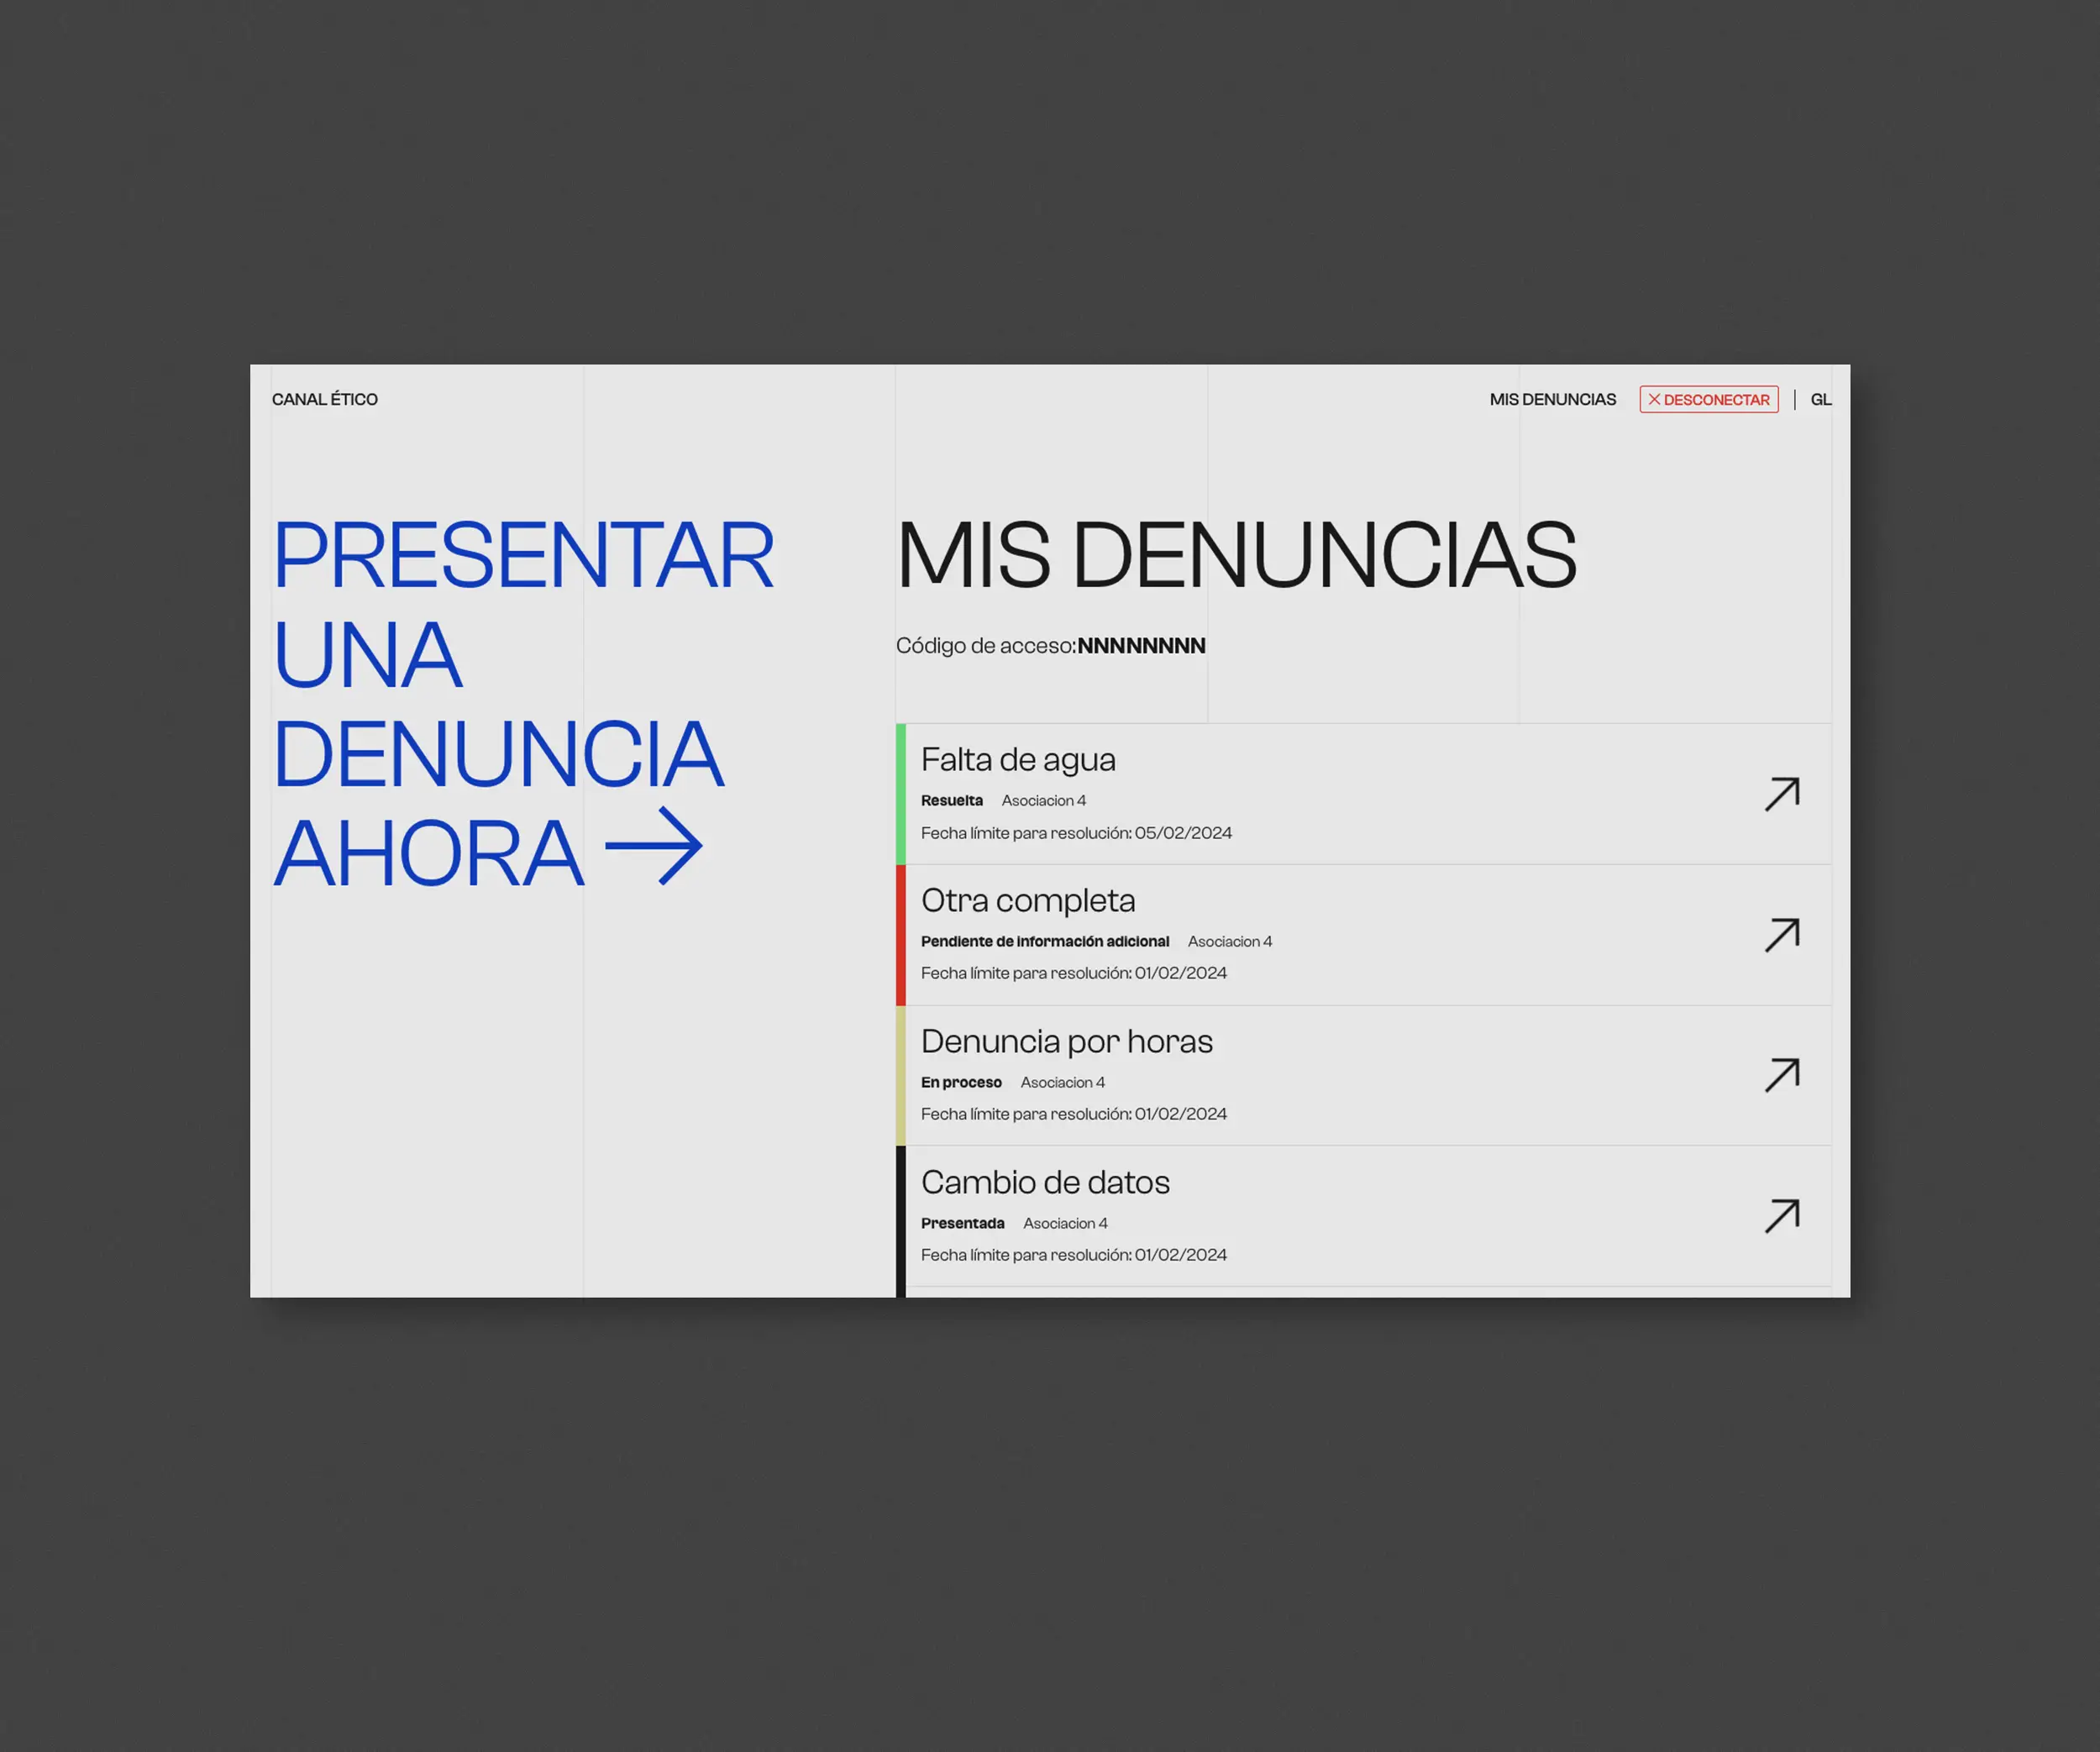 CANAL ÉTICO
MIS DENUNCIAS
DESCONECTAR
GL
PRESENTAR
UNA
DENUNCIA
AHORA
MIS DENUNCIAS
Código de acceso:NNNNNNNN
Falta de agua
Resuelta Asociacion 4
Fecha límite para resolución: 05/02/2024
Otra completa
Pendiente de información adicional Asociacion 4
Fecha límite para resolución: 01/02/2024
Denuncia por horas
En proceso Asociacion 4
Fecha límite para resolución: 01/02/2024
Cambio de datos
Presentada Asociacion 4
Fecha límite para resolución: 01/02/2024